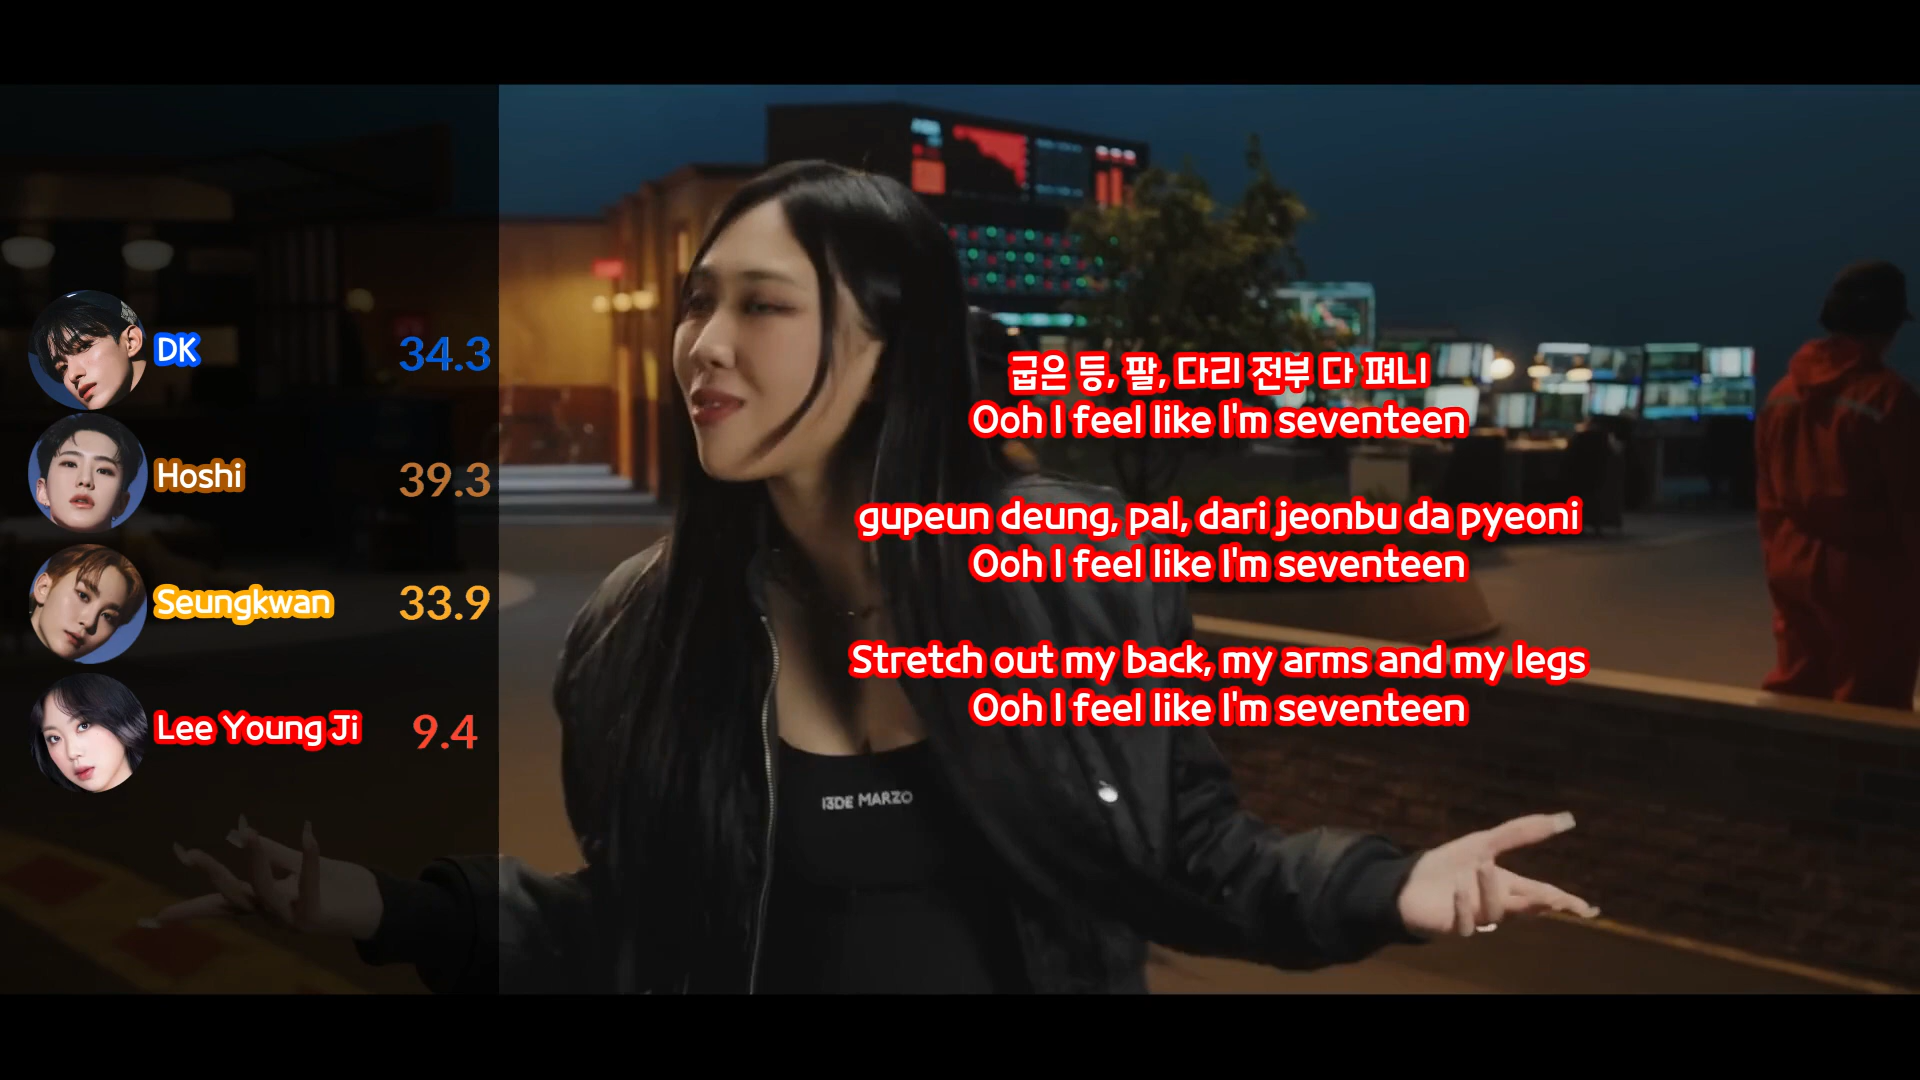 DK 34.3
Hoshi 39.3
Seungkwan 33.9
Lee Young Ji 9.4
굽은 등, 팔, 다리 전부 다 펴니
Ooh I feel like I'm seventeen
gupeun deung, pal, dari jeonbu da pyeoni
Ooh I feel like I'm seventeen
Stretch out my back, my arms and my legs
Ooh I feel like I'm seventeen
13DE MARZO